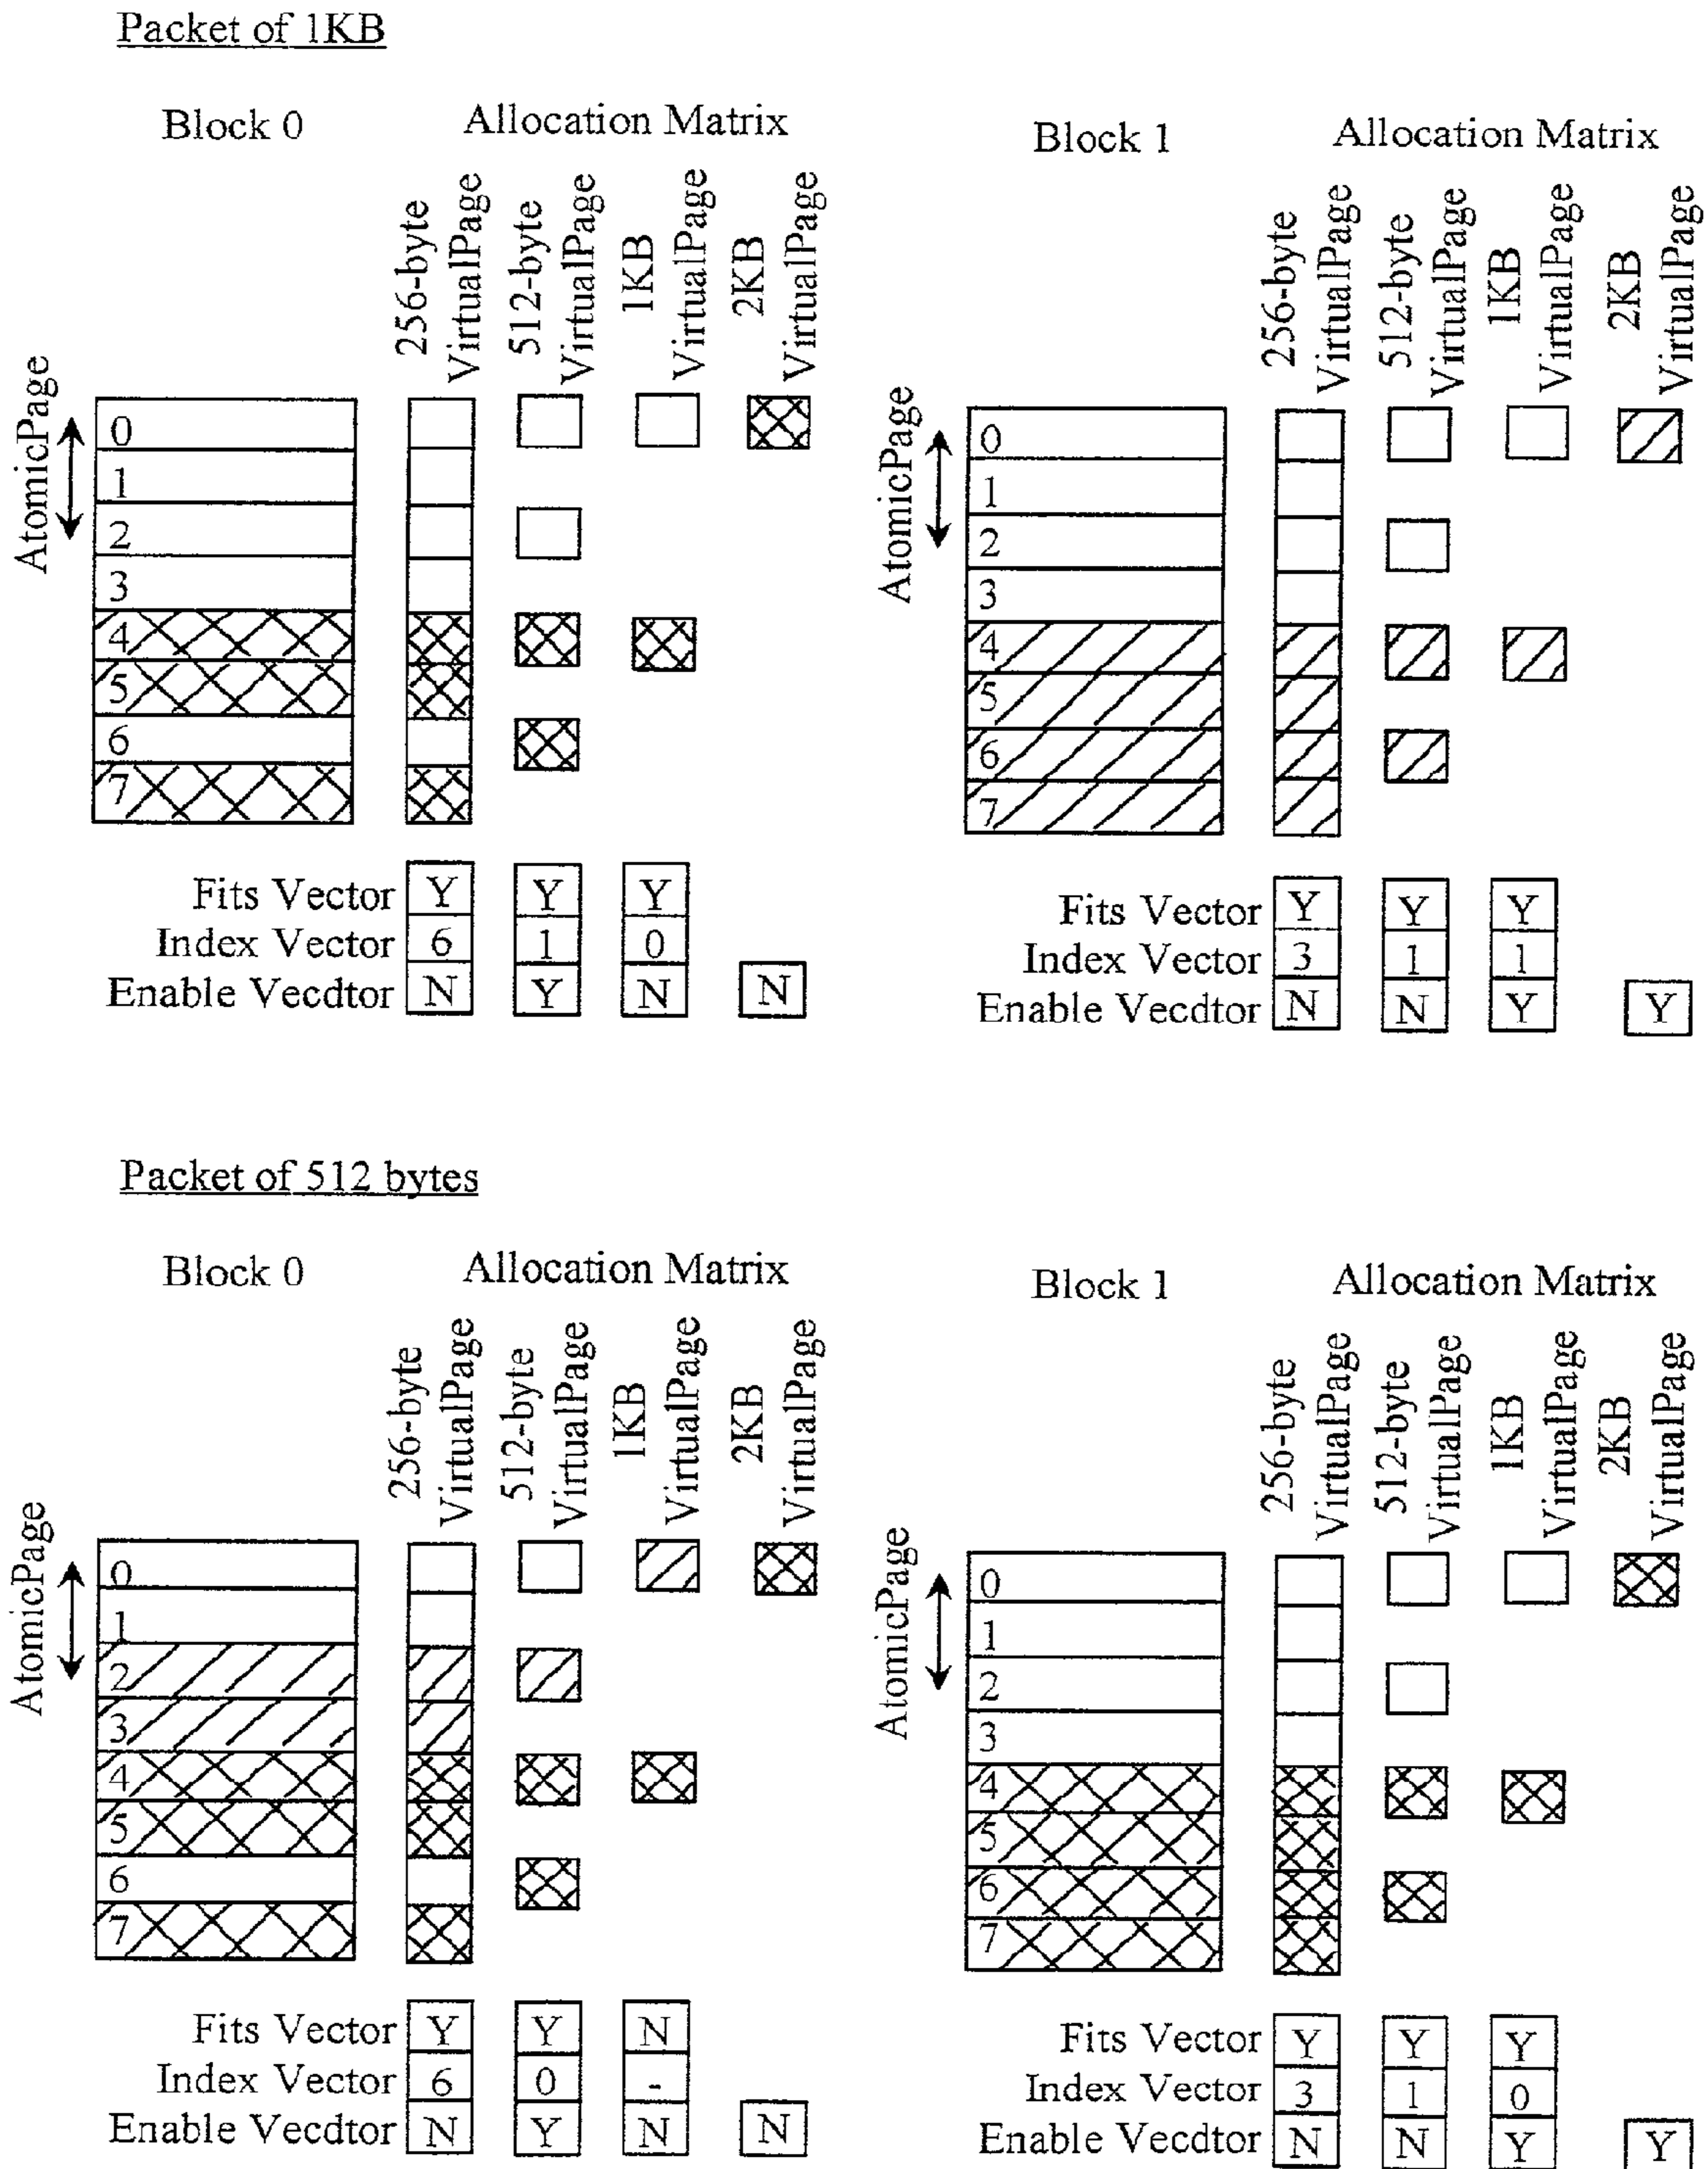 Packet of 1KB
Block 0
Allocation Matrix
256-byte
VirtualPage
512-byte
VirtualPage
1KB
VirtualPage
2KB
VirtualPage
AtomicPage
0
1
2
3
4
5
6
7
Fits Vector Y Y Y
Index Vector 6 1 0
Enable Vecdtor N Y N N
Block 1
Allocation Matrix
256-byte
VirtualPage
512-byte
VirtualPage
1KB
VirtualPage
2KB
VirtualPage
AtomicPage
0
1
2
3
4
5
6
7
Fits Vector Y Y Y
Index Vector 3 1 1
Enable Vecdtor N N Y Y
Packet of 512 bytes
Block 0
Allocation Matrix
256-byte
VirtualPage
512-byte
VirtualPage
1KB
VirtualPage
2KB
VirtualPage
AtomicPage
0
1
2
3
4
5
6
7
Fits Vector Y Y N
Index Vector 6 0 -
Enable Vecdtor N Y N N
Block 1
Allocation Matrix
256-byte
VirtualPage
512-byte
VirtualPage
1KB
VirtualPage
2KB
VirtualPage
AtomicPage
0
1
2
3
4
5
6
7
Fits Vector Y Y Y
Index Vector 3 1 0
Enable Vecdtor N N Y Y